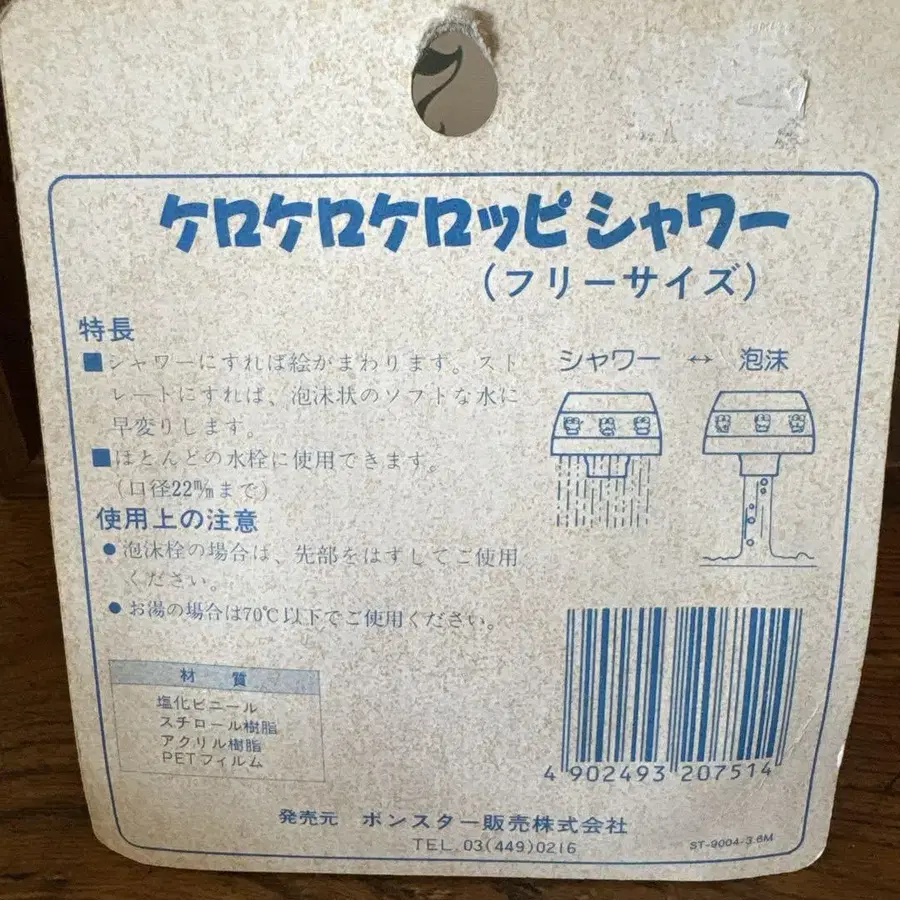 ケロケロケロッピシャワー
（フリーサイズ）
特長
■シャワーにすれば絵がまわります。スト
レートにすれば、泡沫状のソフトな水に
早変りします。
■ほとんどの水栓に使用できます。
（口径22㎜まで）
使用上の注意
●泡沫栓の場合は、先部をはずしてご使用
ください。
●お湯の場合は70℃以下でご使用ください。
シャワー ↔ 泡沫
材質
塩化ビニール
スチロール樹脂
アクリル樹脂
PETフィルム
4 902493 207514
発売元 ボンスター販売株式会社
TEL.03(449)0216
ST-9004-3.6M